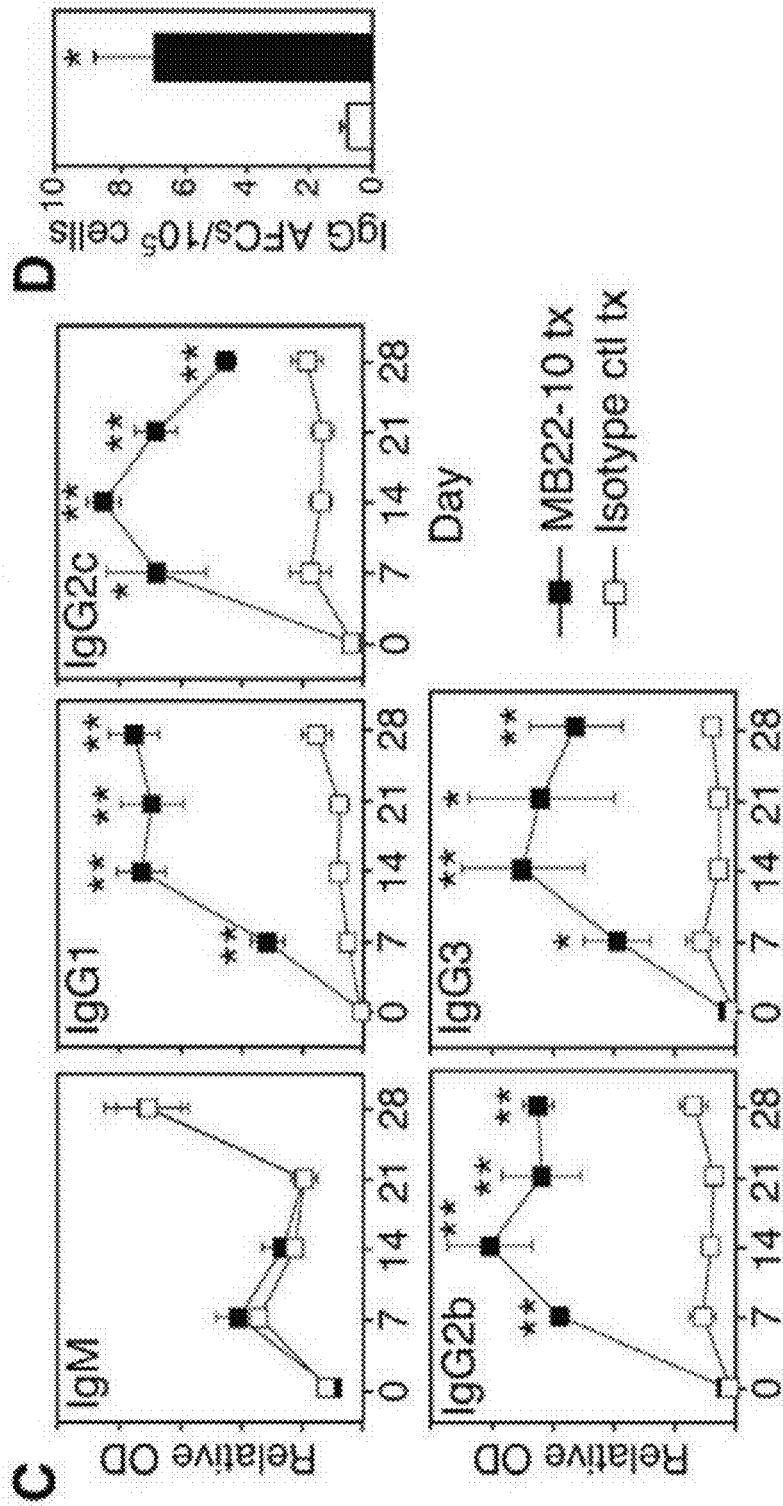 C
IgM
IgG1
IgG2c
Relative OD
0 7 14 21 28
0 7 14 21 28
0 7 14 21 28
** ** ** **
* ** ** **
Day
IgG2b
IgG3
Relative OD
** ** ** **
* ** * **
0 7 14 21 28
0 7 14 21 28
MB22-10 tx
Isotype ctl tx
D
IgG AFCs/10⁵ cells
10
8
6
4
2
0
*